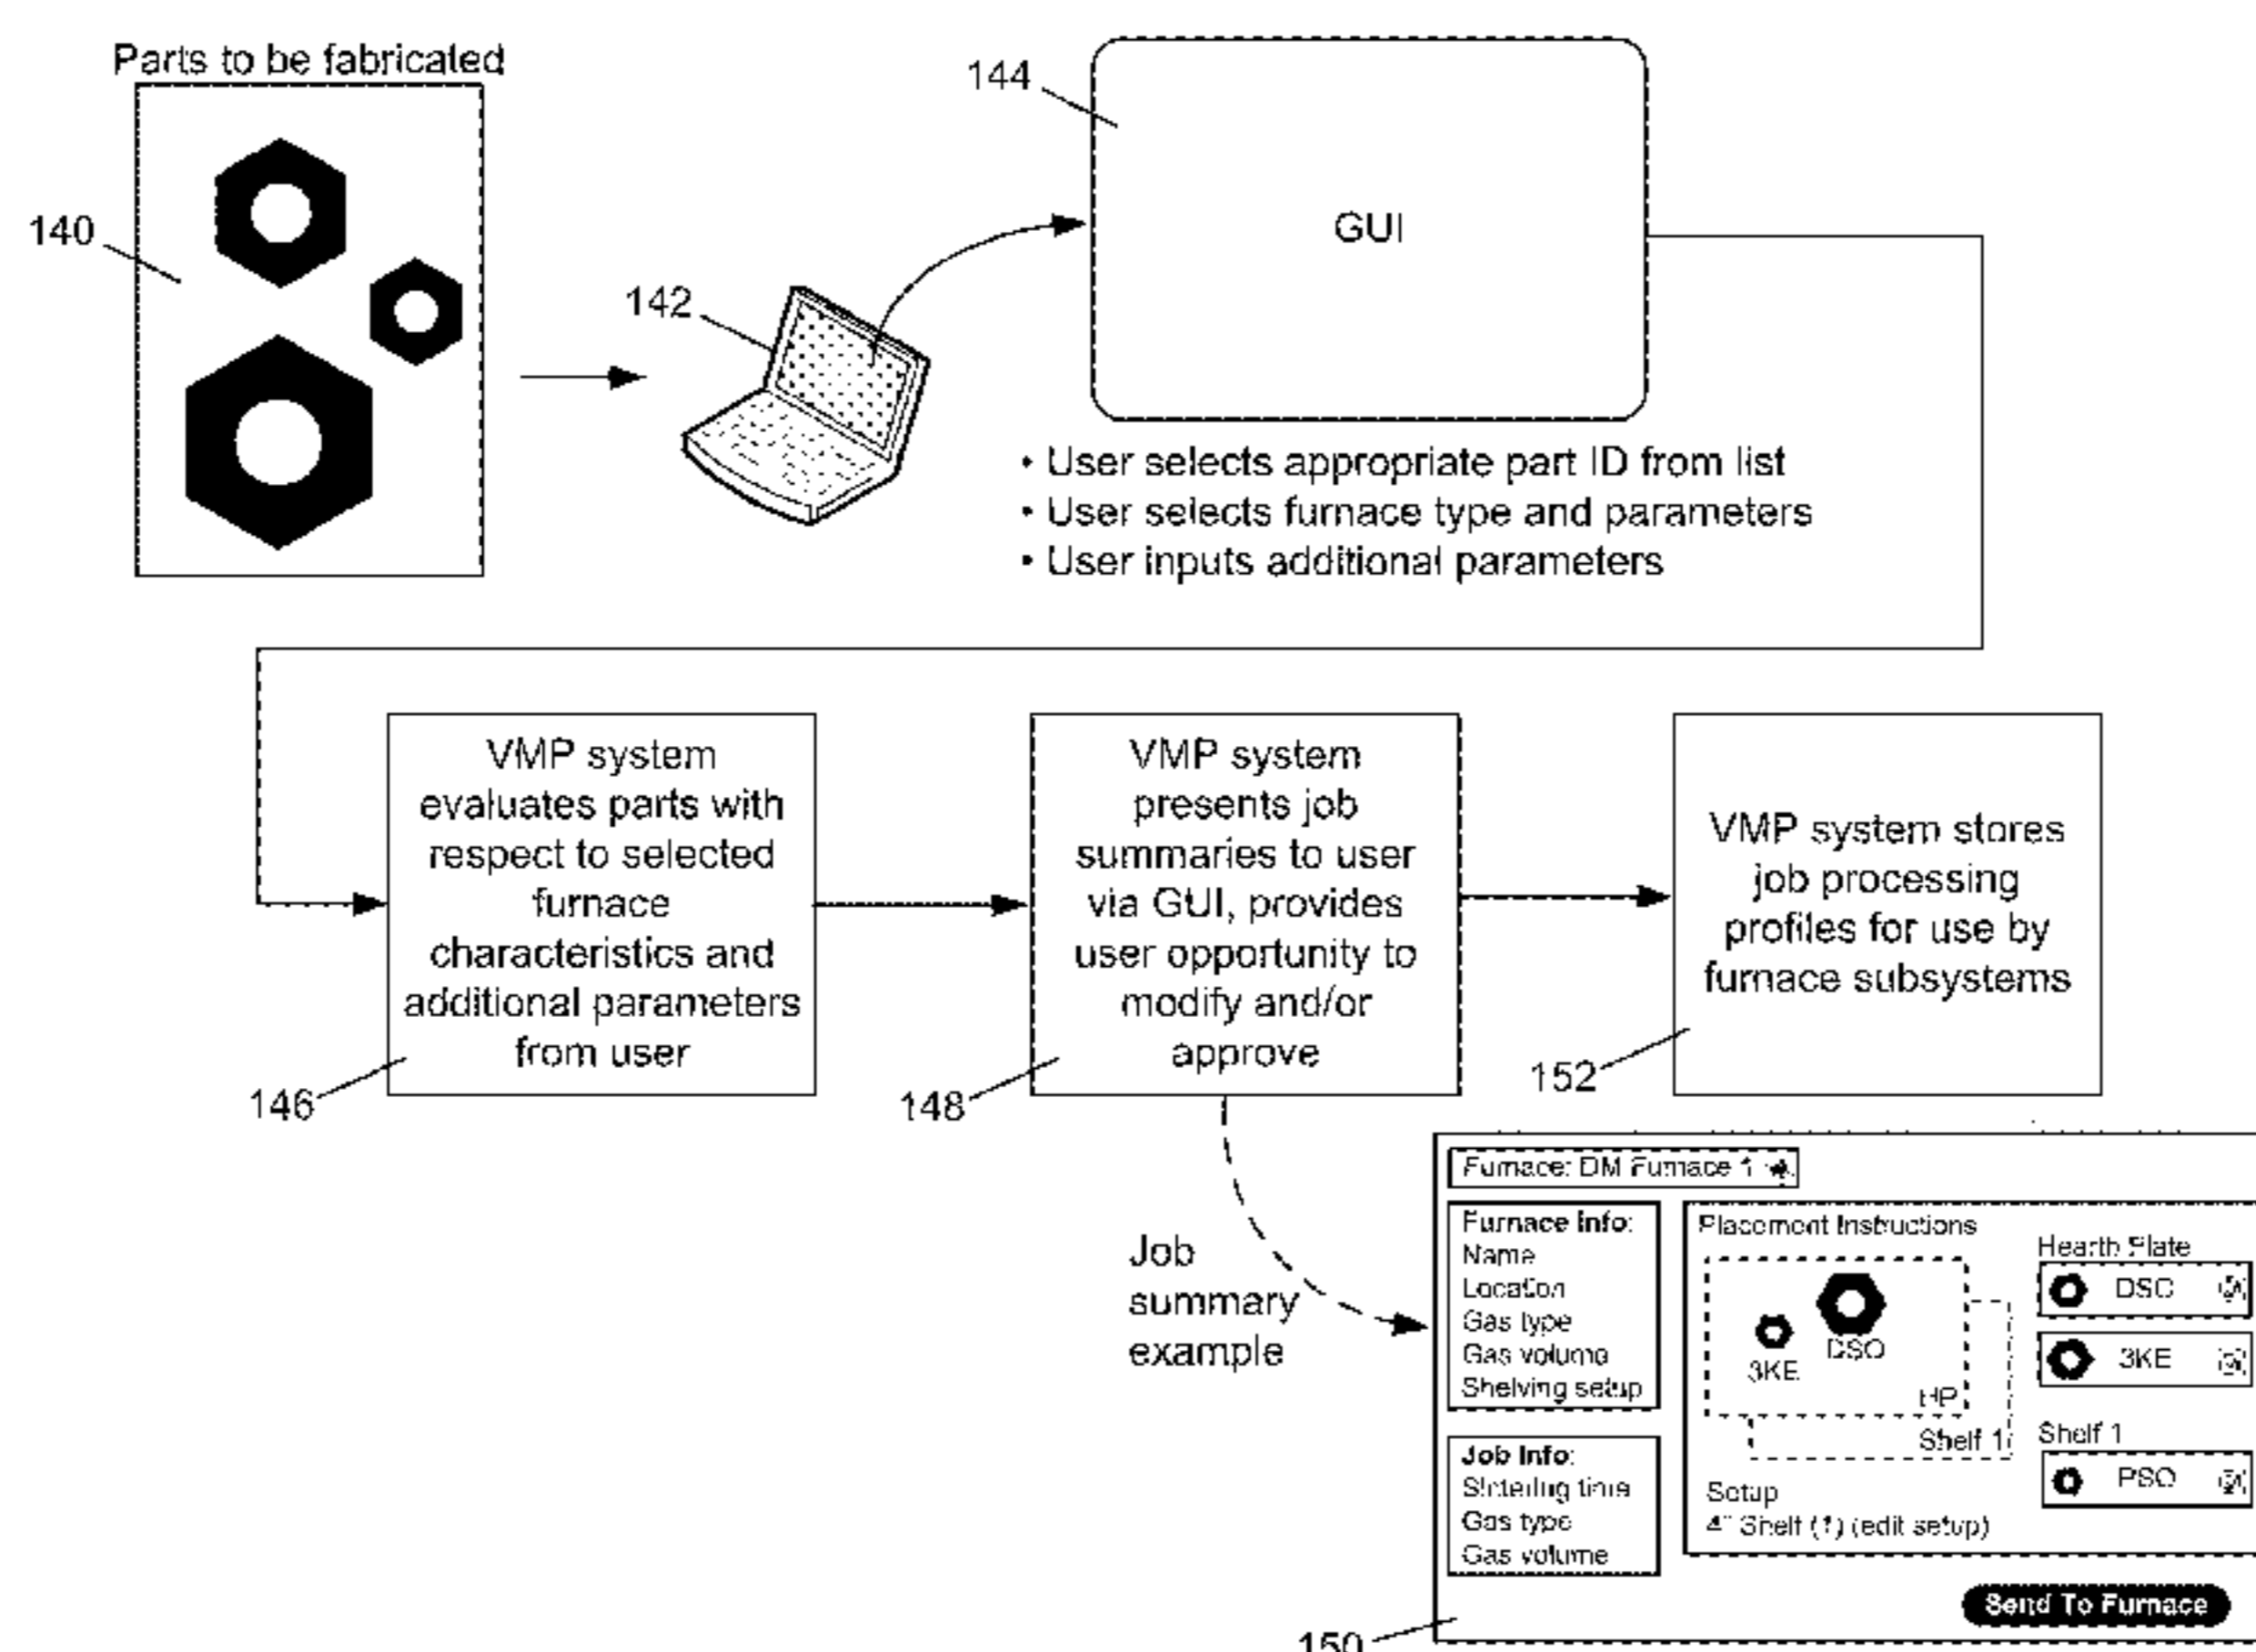 Parts to be fabricated
140
142
144
GUI
• User selects appropriate part ID from list
• User selects furnace type and parameters
• User inputs additional parameters
VMP system
evaluates parts with
respect to selected
furnace
characteristics and
additional parameters
from user
146
VMP system
presents job
summaries to user
via GUI, provides
user opportunity to
modify and/or
approve
148
VMP system stores
job processing
profiles for use by
furnace subsystems
152
Job
summary
example
Furnace: DM Furnace 1
Furnace Info:
Name
Location
Gas type
Gas volume
Shelving setup
Job Info:
Sintering time
Gas type
Gas volume
Placement Instructions
3KE
DSO
HP
Shelf 1
Setup
4" Shelf (1) (edit setup)
Hearth Plate
DSO
3KE
Shelf 1
PSO
Send To Furnace
150